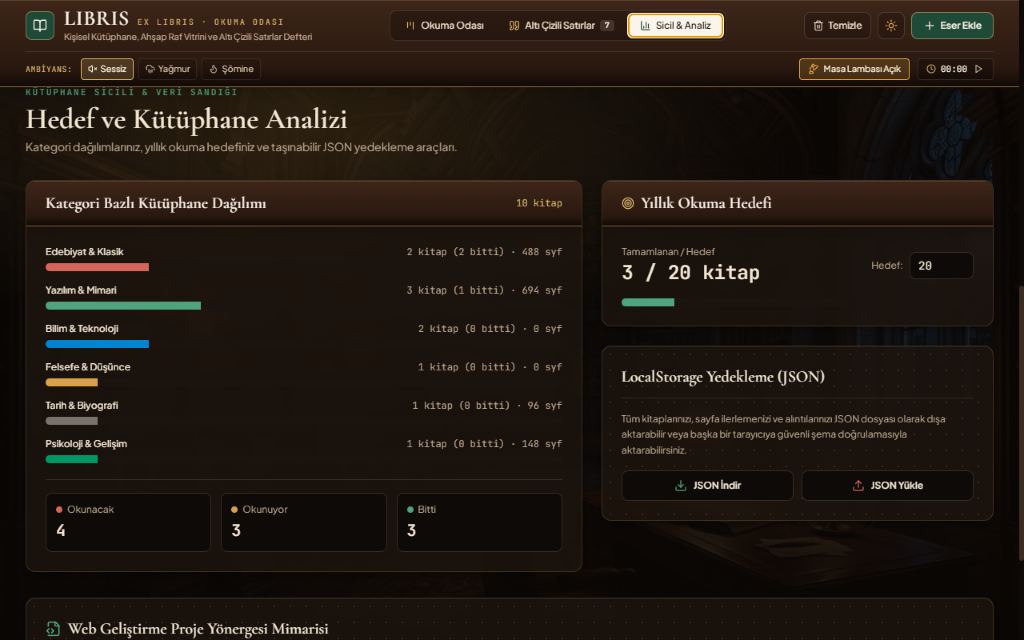 LIBRIS EX LIBRIS · OKUMA ODASI
Kişisel Kütüphane, Ahşap Raf Vitrini ve Altı Çizili Satırlar Defteri
Okuma Odası
Altı Çizili Satırlar 7
Sicil & Analiz
Temizle
Eser Ekle
AMBİYANS:
Sessiz
Yağmur
Şömine
Masa Lambası Açık
00:00
KÜTÜPHANE SİCİLİ & VERİ SANDIĞI
Hedef ve Kütüphane Analizi
Kategori dağılımlarınız, yıllık okuma hedefiniz ve taşınabilir JSON yedekleme araçları.
Kategori Bazlı Kütüphane Dağılımı
10 kitap
Edebiyat & Klasik
2 kitap (2 bitti) · 488 syf
Yazılım & Mimari
3 kitap (1 bitti) · 694 syf
Bilim & Teknoloji
2 kitap (0 bitti) · 0 syf
Felsefe & Düşünce
1 kitap (0 bitti) · 0 syf
Tarih & Biyografi
1 kitap (0 bitti) · 96 syf
Psikoloji & Gelişim
1 kitap (0 bitti) · 148 syf
Okunacak
4
Okunuyor
3
Bitti
3
Yıllık Okuma Hedefi
Tamamlanan / Hedef
3 / 20 kitap
Hedef: 20
LocalStorage Yedekleme (JSON)
Tüm kitaplarınızı, sayfa ilerlemenizi ve alıntılarınızı JSON dosyası olarak dışa
aktarabilir veya başka bir tarayıcıya güvenli şema doğrulamasıyla
aktarabilirsiniz.
JSON İndir
JSON Yükle
Web Geliştirme Proje Yönergesi Mimarisi